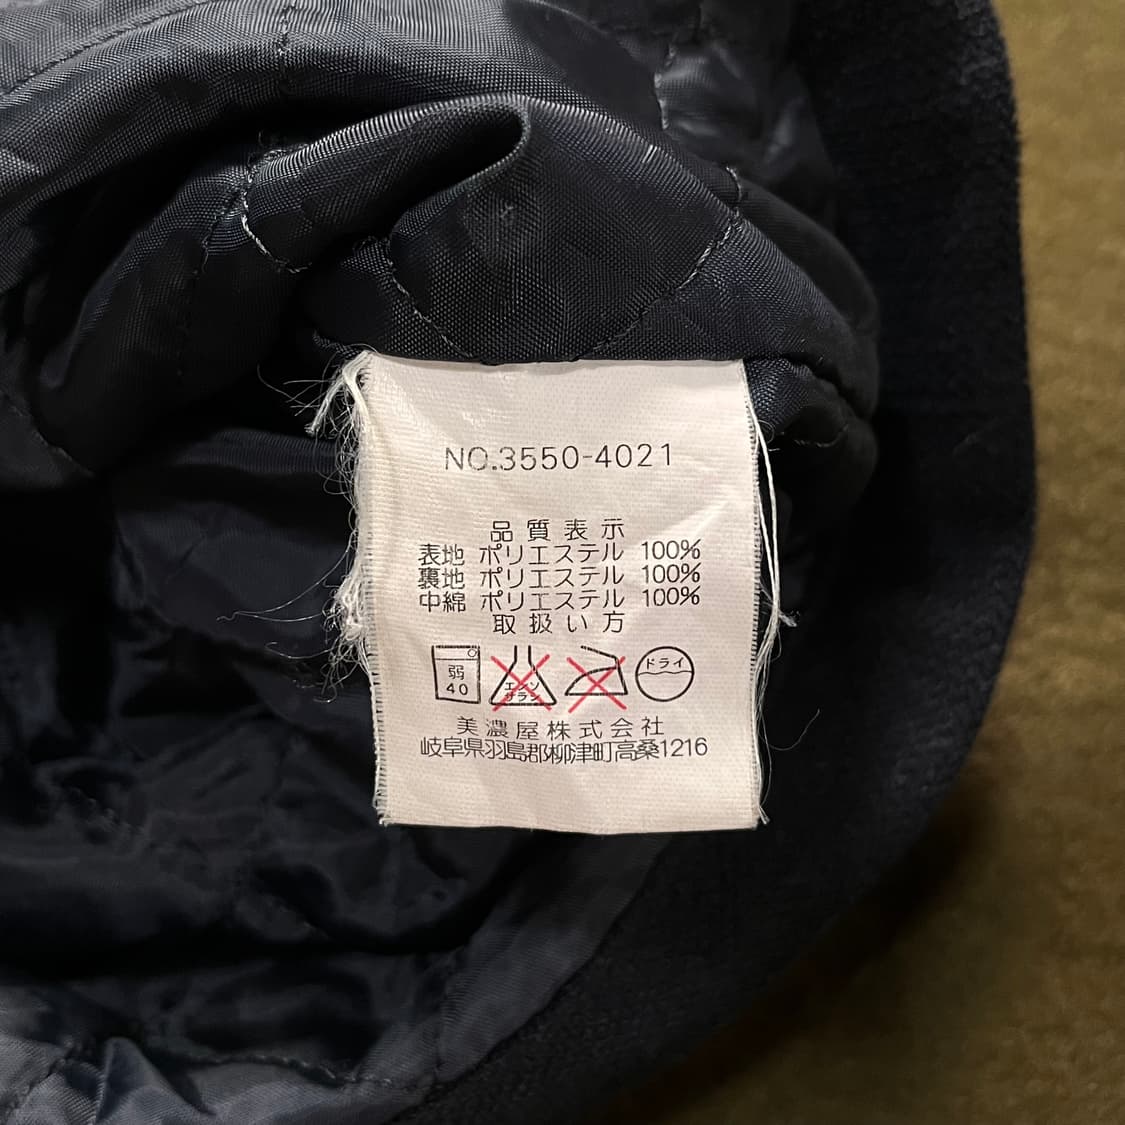 NO.3550-4021
品質表示
表地 ポリエステル 100%
裏地 ポリエステル 100%
中綿 ポリエステル 100%
取扱い方
弱 40 エンソ サラシ ドライ
美濃屋株式会社
岐阜県羽島郡柳津町高桑1216